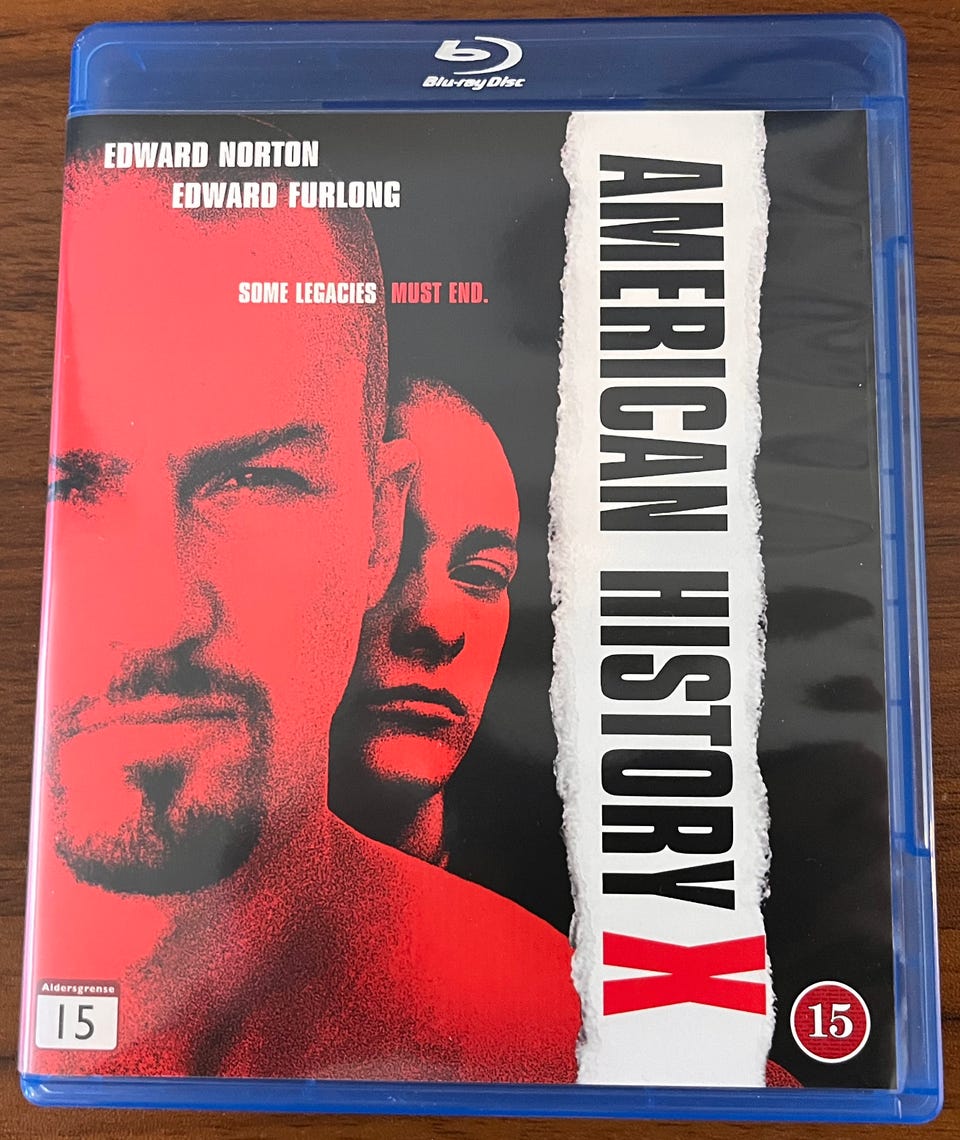 Blu-ray Disc
EDWARD NORTON
EDWARD FURLONG
SOME LEGACIES MUST END.
AMERICAN HISTORY X
Aldersgrense
15
15